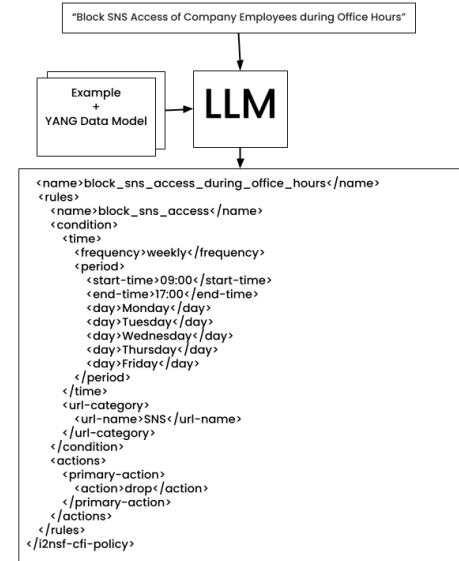 “Block SNS Access of Company Employees during Office Hours”
Example
+
YANG Data Model
LLM
<name>block_sns_access_during_office_hours</name>
<rules>
<name>block_sns_access</name>
<condition>
<time>
<frequency>weekly</frequency>
<period>
<start-time>09:00</start-time>
<end-time>17:00</end-time>
<day>Monday</day>
<day>Tuesday</day>
<day>Wednesday</day>
<day>Thursday</day>
<day>Friday</day>
</period>
</time>
<url-category>
<url-name>SNS</url-name>
</url-category>
</condition>
<actions>
<primary-action>
<action>drop</action>
</primary-action>
</actions>
</rules>
</i2nsf-cfi-policy>